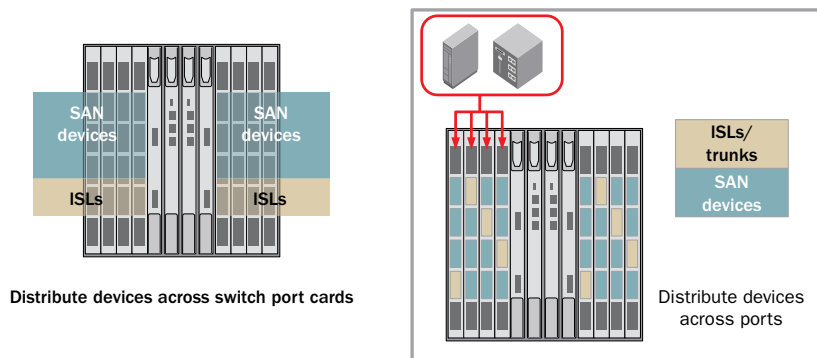 SAN
devices
SAN
devices
ISLs
ISLs
Distribute devices across switch port cards
ISLs/
trunks
SAN
devices
Distribute devices
across ports